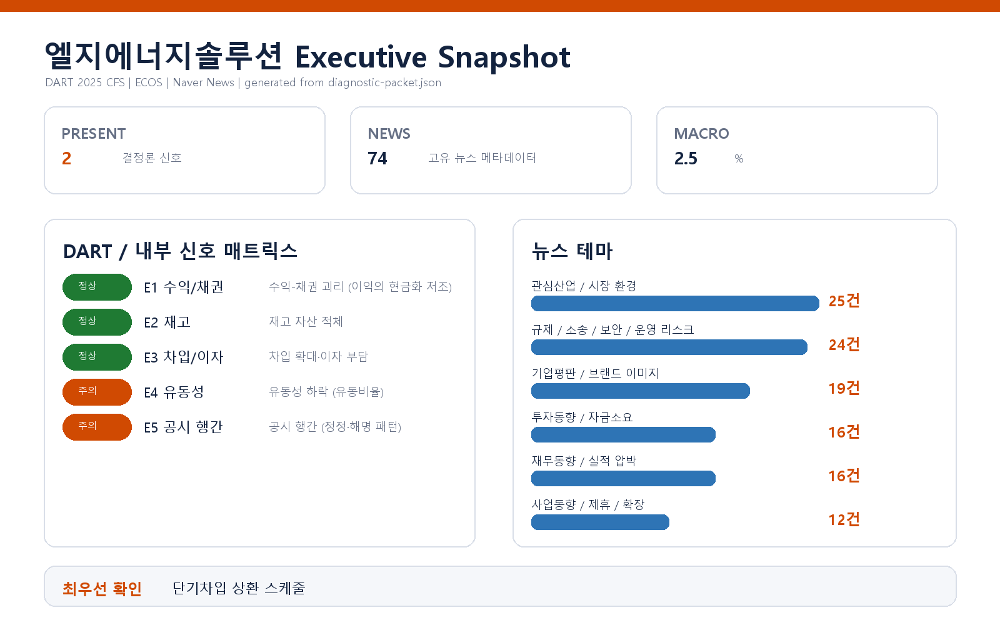 엘지에너지솔루션 Executive Snapshot
DART 2025 CFS | ECOS | Naver News | generated from diagnostic-packet.json
PRESENT
2 결정론 신호
NEWS
74 고유 뉴스 메타데이터
MACRO
2.5 %
DART / 내부 신호 매트릭스
정상 E1 수익/채권 수익-채권 괴리 (이익의 현금화 저조)
정상 E2 재고 재고 자산 적체
정상 E3 차입/이자 차입 확대·이자 부담
주의 E4 유동성 유동성 하락 (유동비율)
주의 E5 공시 행간 공시 행간 (정정·해명 패턴)
뉴스 테마
관심산업 / 시장 환경
25건
규제 / 소송 / 보안 / 운영 리스크
24건
기업평판 / 브랜드 이미지
19건
투자동향 / 자금소요
16건
재무동향 / 실적 압박
16건
사업동향 / 제휴 / 확장
12건
최우선 확인 단기차입 상환 스케줄